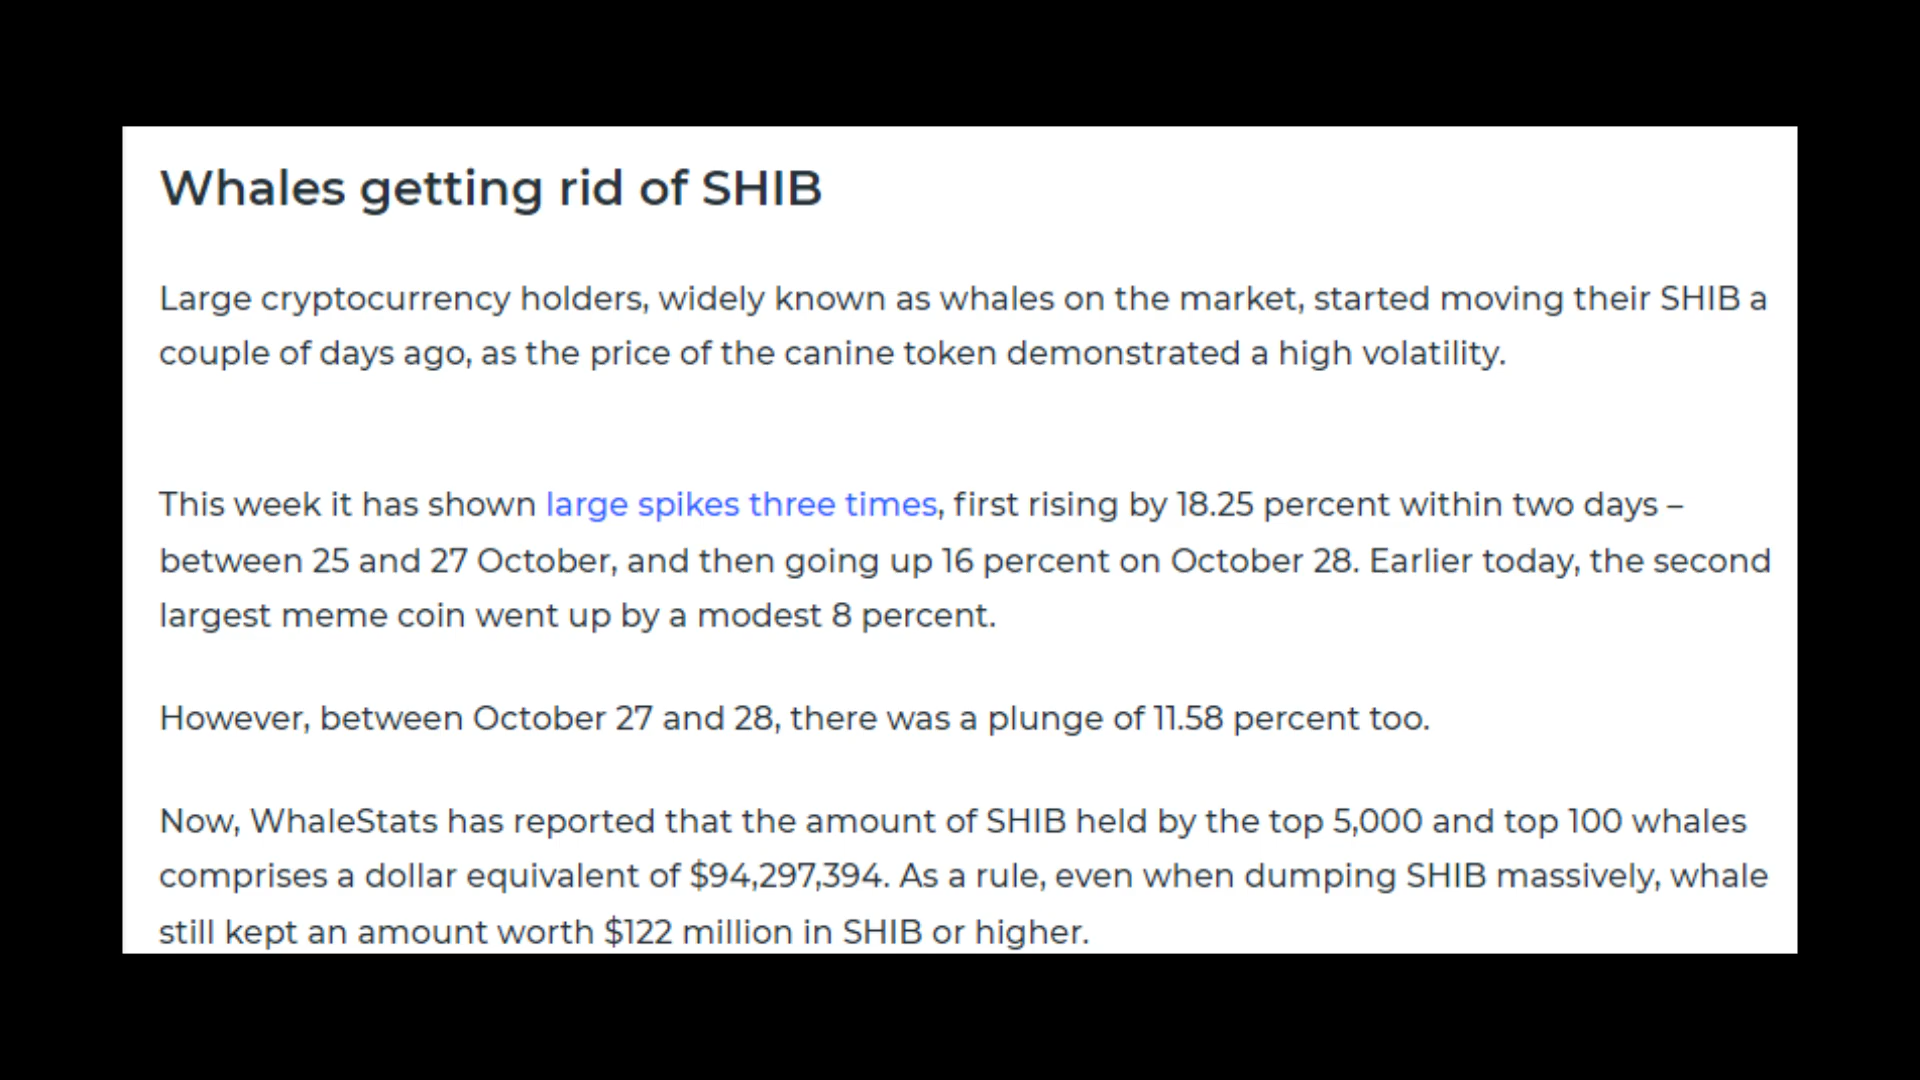 Whales getting rid of SHIB
Large cryptocurrency holders, widely known as whales on the market, started moving their SHIB a
couple of days ago, as the price of the canine token demonstrated a high volatility.
This week it has shown large spikes three times, first rising by 18.25 percent within two days –
between 25 and 27 October, and then going up 16 percent on October 28. Earlier today, the second
largest meme coin went up by a modest 8 percent.
However, between October 27 and 28, there was a plunge of 11.58 percent too.
Now, WhaleStats has reported that the amount of SHIB held by the top 5,000 and top 100 whales
comprises a dollar equivalent of $94,297,394. As a rule, even when dumping SHIB massively, whale
still kept an amount worth $122 million in SHIB or higher.